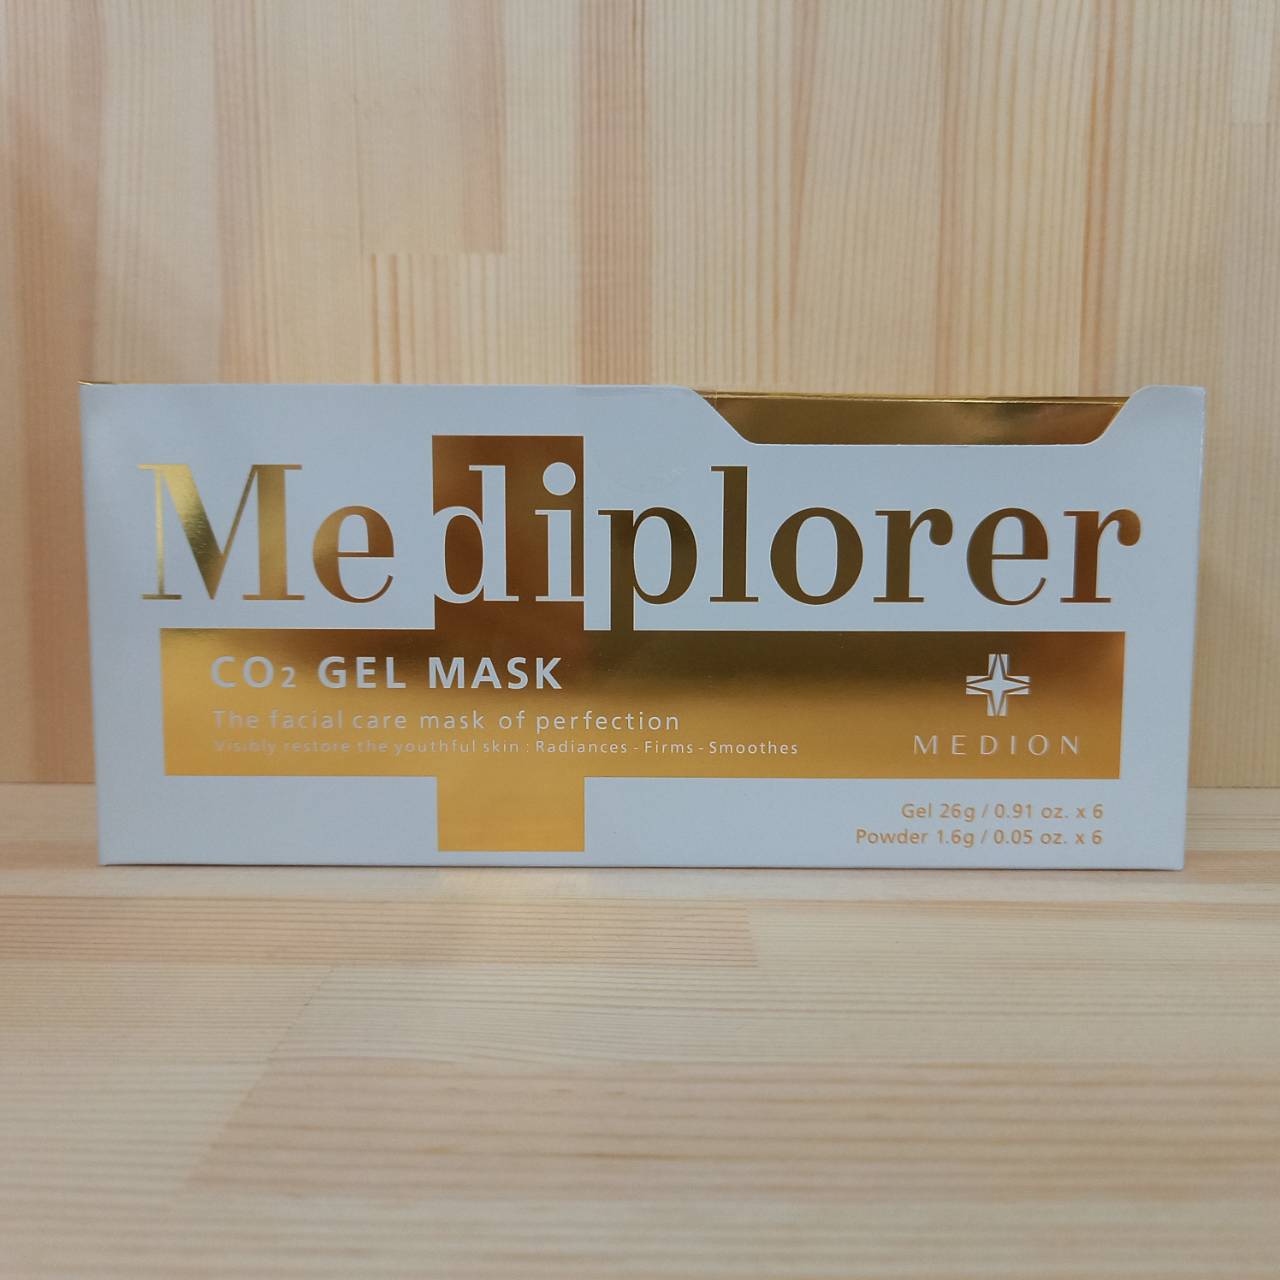 Mediplorer
CO₂ GEL MASK
The facial care mask of perfection
Visibly restore the youthful skin : Radiances - Firms - Smoothes
MEDION
Gel 26g / 0.91 oz. x 6
Powder 1.6g / 0.05 oz. x 6